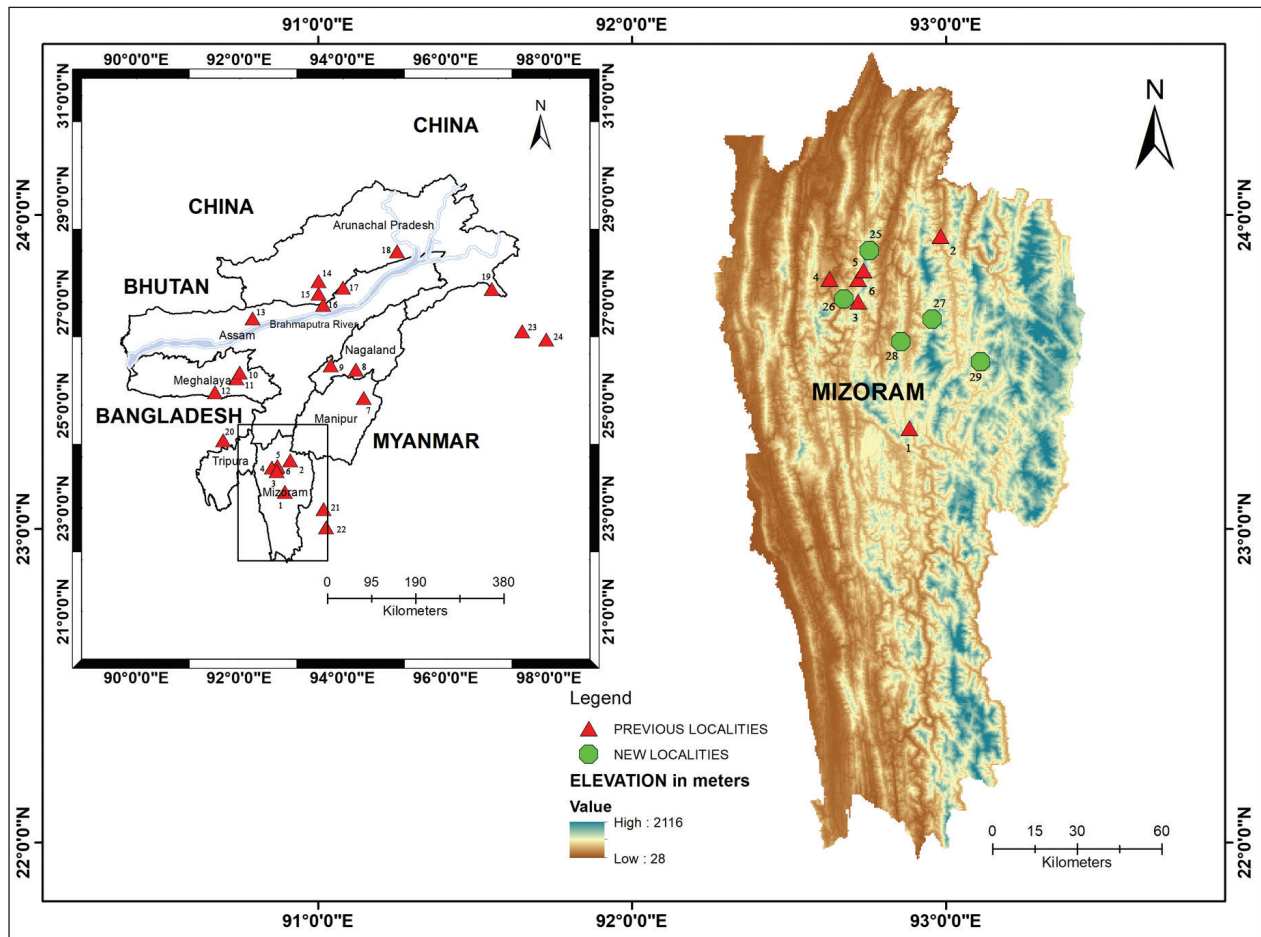 91°0'0"E
92°0'0"E
93°0'0"E
90°0'0"E
92°0'0"E
94°0'0"E
96°0'0"E
98°0'0"E
31°0'0"N
29°0'0"N
27°0'0"N
25°0'0"N
23°0'0"N
21°0'0"N
31°0'0"N
29°0'0"N
27°0'0"N
25°0'0"N
23°0'0"N
21°0'0"N
24°0'0"N
23°0'0"N
22°0'0"N
N
CHINA
CHINA
Arunachal Pradesh
18
BHUTAN
14
15
17
16
19
13
Brahmaputra River
Assam
23
24
Nagaland
9
8
Meghalaya
10
11
12
7
BANGLADESH
Manipur
MYANMAR
20
Tripura
5
4
6
2
3
Mizoram
1
21
22
0 95 190 380
Kilometers
90°0'0"E
92°0'0"E
94°0'0"E
96°0'0"E
98°0'0"E
N
25
2
5
4
6
26
3
27
28
29
MIZORAM
1
Legend
PREVIOUS LOCALITIES
NEW LOCALITIES
ELEVATION in meters
Value
High : 2116
Low : 28
0 15 30 60
Kilometers
24°0'0"N
23°0'0"N
22°0'0"N
91°0'0"E
92°0'0"E
93°0'0"E